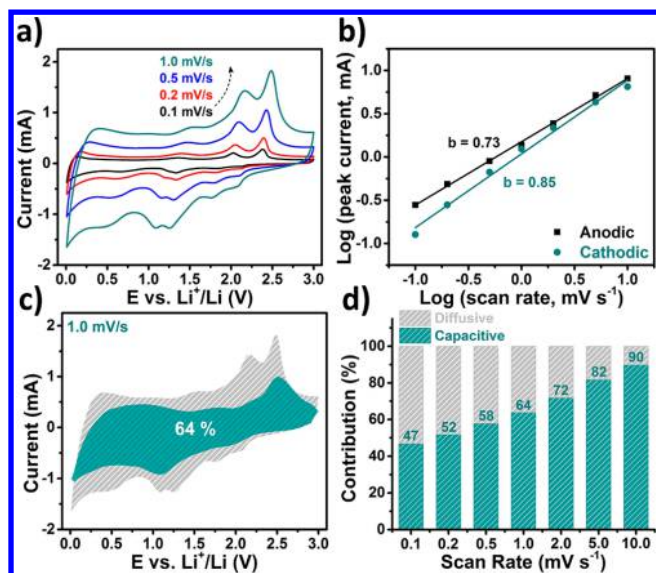 a)
1.0 mV/s
0.5 mV/s
0.2 mV/s
0.1 mV/s
Current (mA)
2
1
0
-1
-2
0.0 0.5 1.0 1.5 2.0 2.5 3.0
E vs. Li⁺/Li (V)
b)
Log (peak current, mA)
1.0
0.5
0.0
-0.5
-1.0
b = 0.73
b = 0.85
Anodic
Cathodic
-1.0 -0.5 0.0 0.5 1.0
Log (scan rate, mV s⁻¹)
c)
1.0 mV/s
Current (mA)
2
1
0
-1
-2
64 %
0.0 0.5 1.0 1.5 2.0 2.5 3.0
E vs. Li⁺/Li (V)
d)
Diffusive
Capacitive
Contribution (%)
100
80
60
40
20
0
47 52 58 64 72 82 90
0.1 0.2 0.5 1.0 2.0 5.0 10.0
Scan Rate (mV s⁻¹)